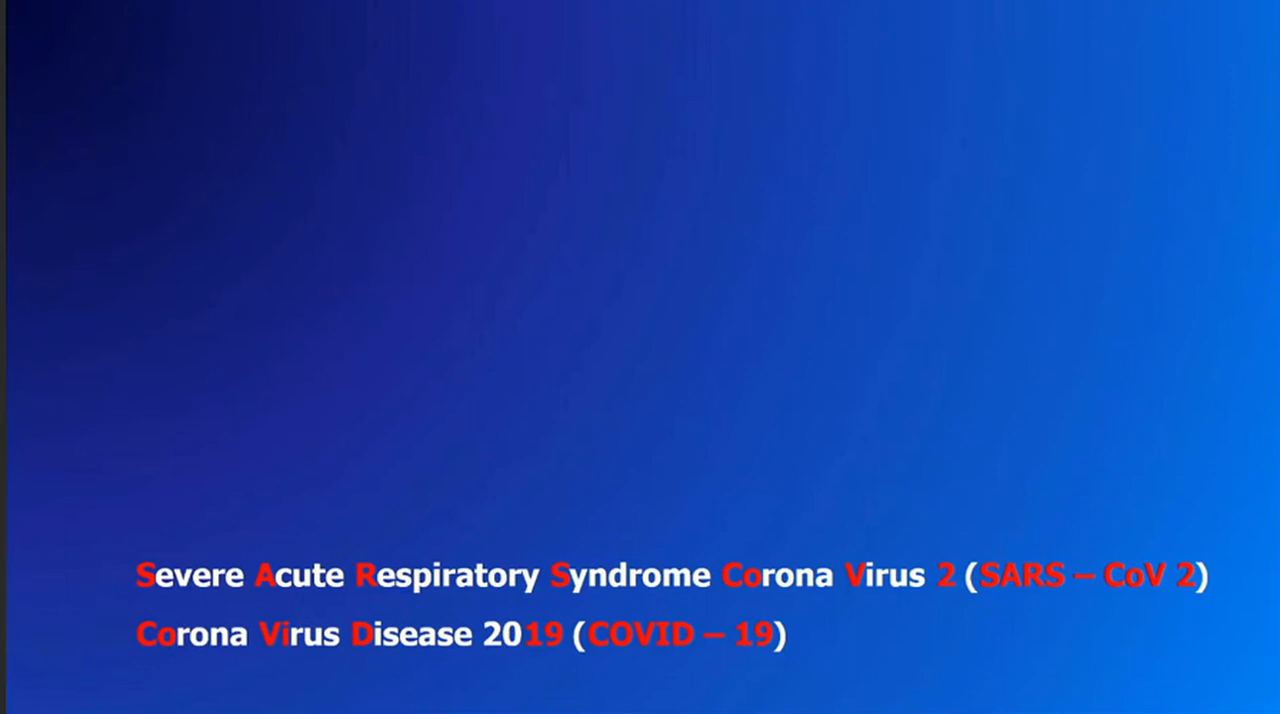 Severe Acute Respiratory Syndrome Corona Virus 2 (SARS – CoV 2)
Corona Virus Disease 2019 (COVID – 19)